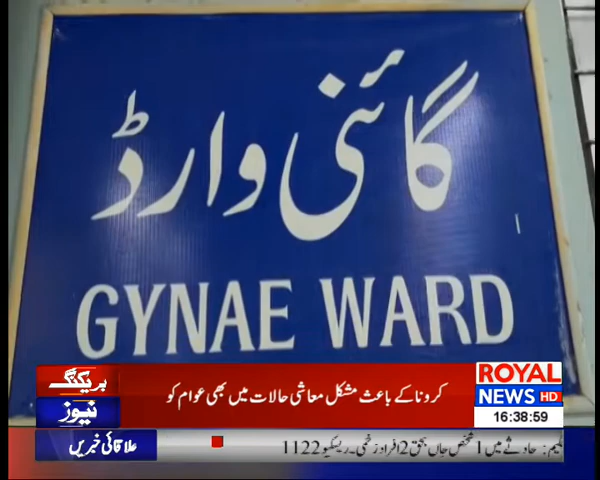 گائنی وارڈ
GYNAE WARD
بریکنگ
نیوز
کرونا کے باعث مشکل معاشی حالات میں بھی عوام کو
ROYAL
NEWS HD
16:38:59
علاقائی خبریں
حادثے میں 1 شخص جاں بحق 2 افراد زخمی۔ ریسکیو 1122